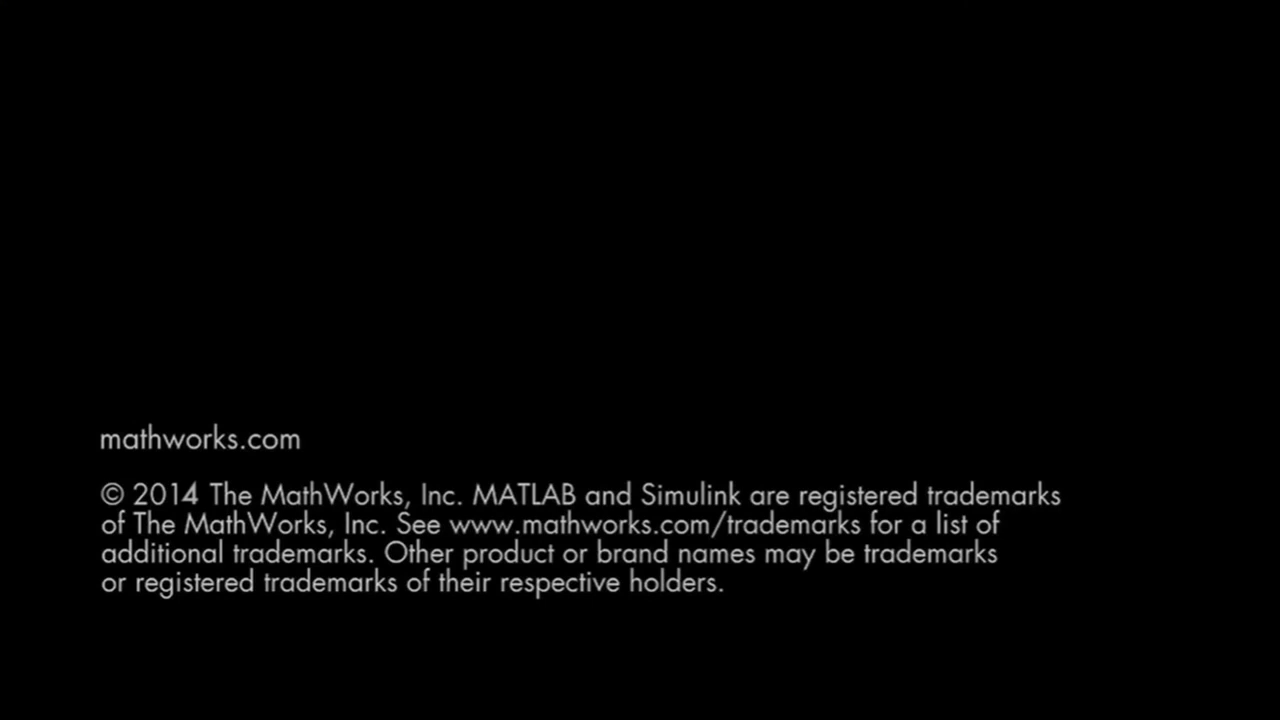 mathworks.com
© 2014 The MathWorks, Inc. MATLAB and Simulink are registered trademarks
of The MathWorks, Inc. See www.mathworks.com/trademarks for a list of
additional trademarks. Other product or brand names may be trademarks
or registered trademarks of their respective holders.